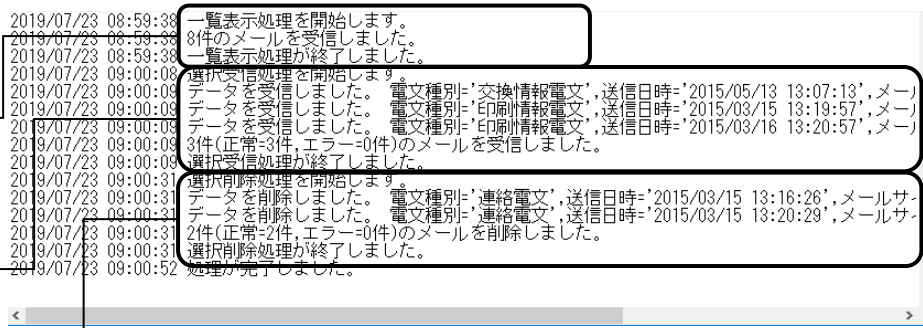 2019/07/23 08:59:38 一覧表示処理を開始します。
2019/07/23 08:59:38 8件のメールを受信しました。
2019/07/23 08:59:38 一覧表示処理が終了しました。
2019/07/23 09:00:08 選択受信処理を開始します。
2019/07/23 09:00:09 データを受信しました。 電文種別='交換情報電文',送信日時='2015/05/13 13:07:13',メー
2019/07/23 09:00:09 データを受信しました。 電文種別='印刷情報電文',送信日時='2015/03/15 13:19:57',メー
2019/07/23 09:00:09 データを受信しました。 電文種別='印刷情報電文',送信日時='2015/03/16 13:20:57',メー
2019/07/23 09:00:09 3件(正常=3件,エラー=0件)のメールを受信しました。
2019/07/23 09:00:09 選択受信処理が終了しました。
2019/07/23 09:00:31 選択削除処理を開始します。
2019/07/23 09:00:31 データを削除しました。 電文種別='連絡電文',送信日時='2015/03/15 13:16:26',メールサ
2019/07/23 09:00:31 データを削除しました。 電文種別='連絡電文',送信日時='2015/03/15 13:20:29',メールサ
2019/07/23 09:00:31 2件(正常=2件,エラー=0件)のメールを削除しました。
2019/07/23 09:00:31 選択削除処理が終了しました。
2019/07/23 09:00:52 処理が完了しました。